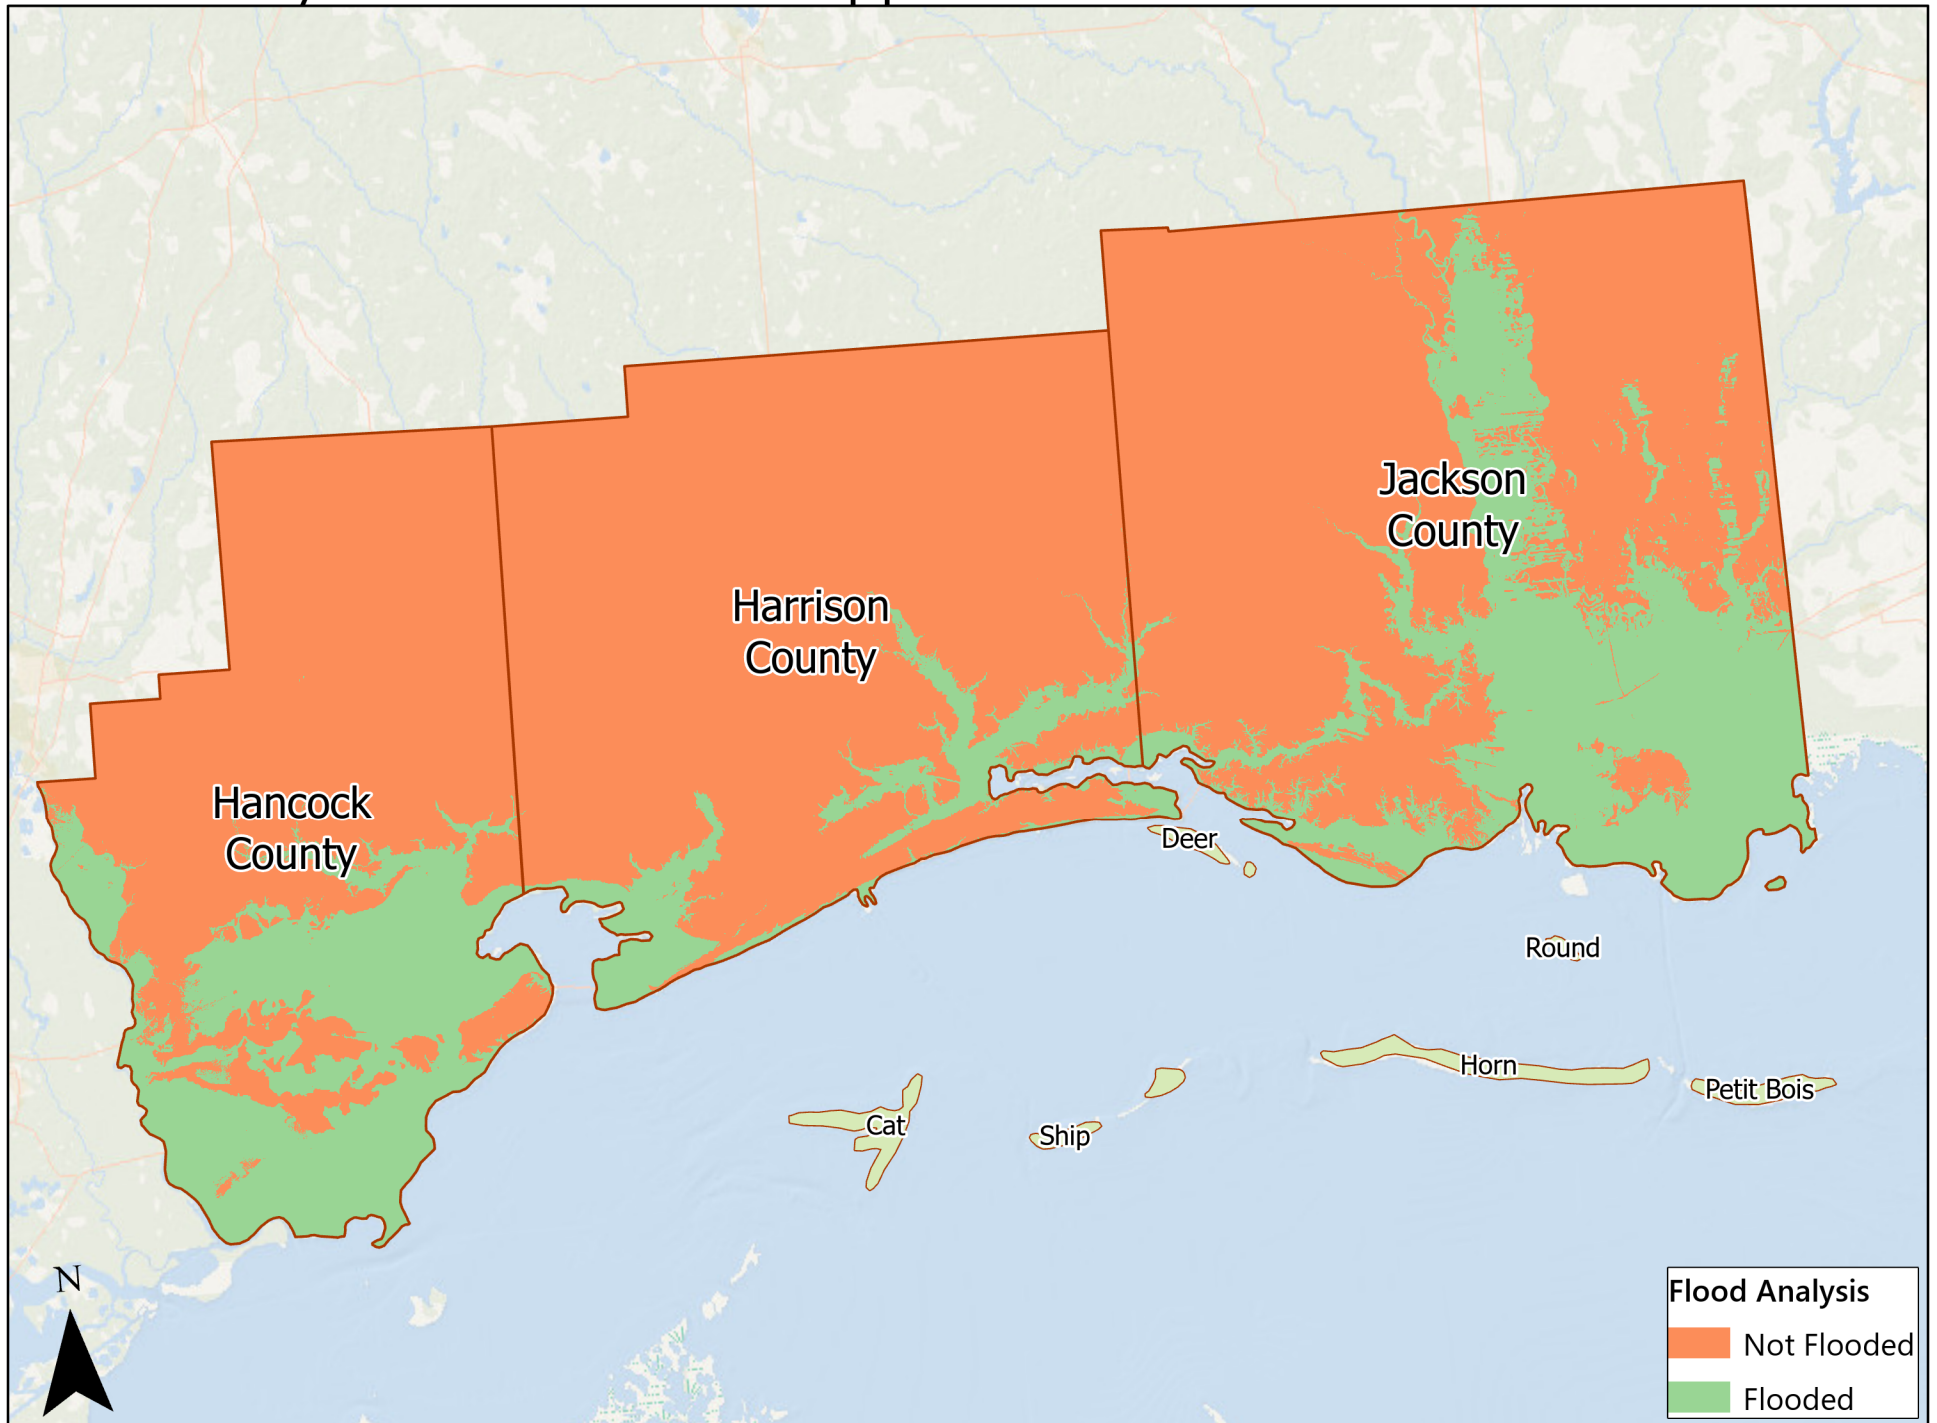 Jackson
County
Harrison
County
Hancock
County
Deer
Round
Horn
Petit Bois
Cat
Ship
N
Flood Analysis
Not Flooded
Flooded